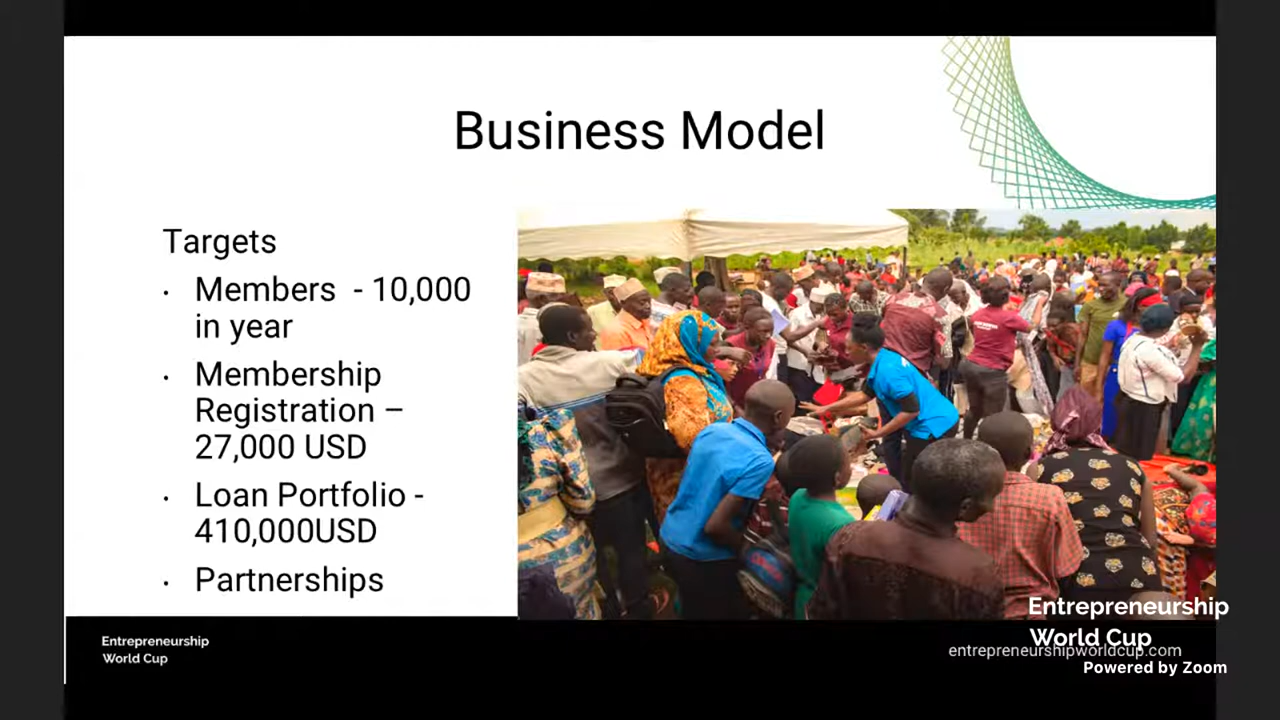 Business Model
Targets
• Members - 10,000
in year
• Membership
Registration –
27,000 USD
• Loan Portfolio -
410,000USD
• Partnerships
Entrepreneurship
World Cup
Entrepreneurship
World Cup
entrepreneurshipworldcup.com
Powered by Zoom